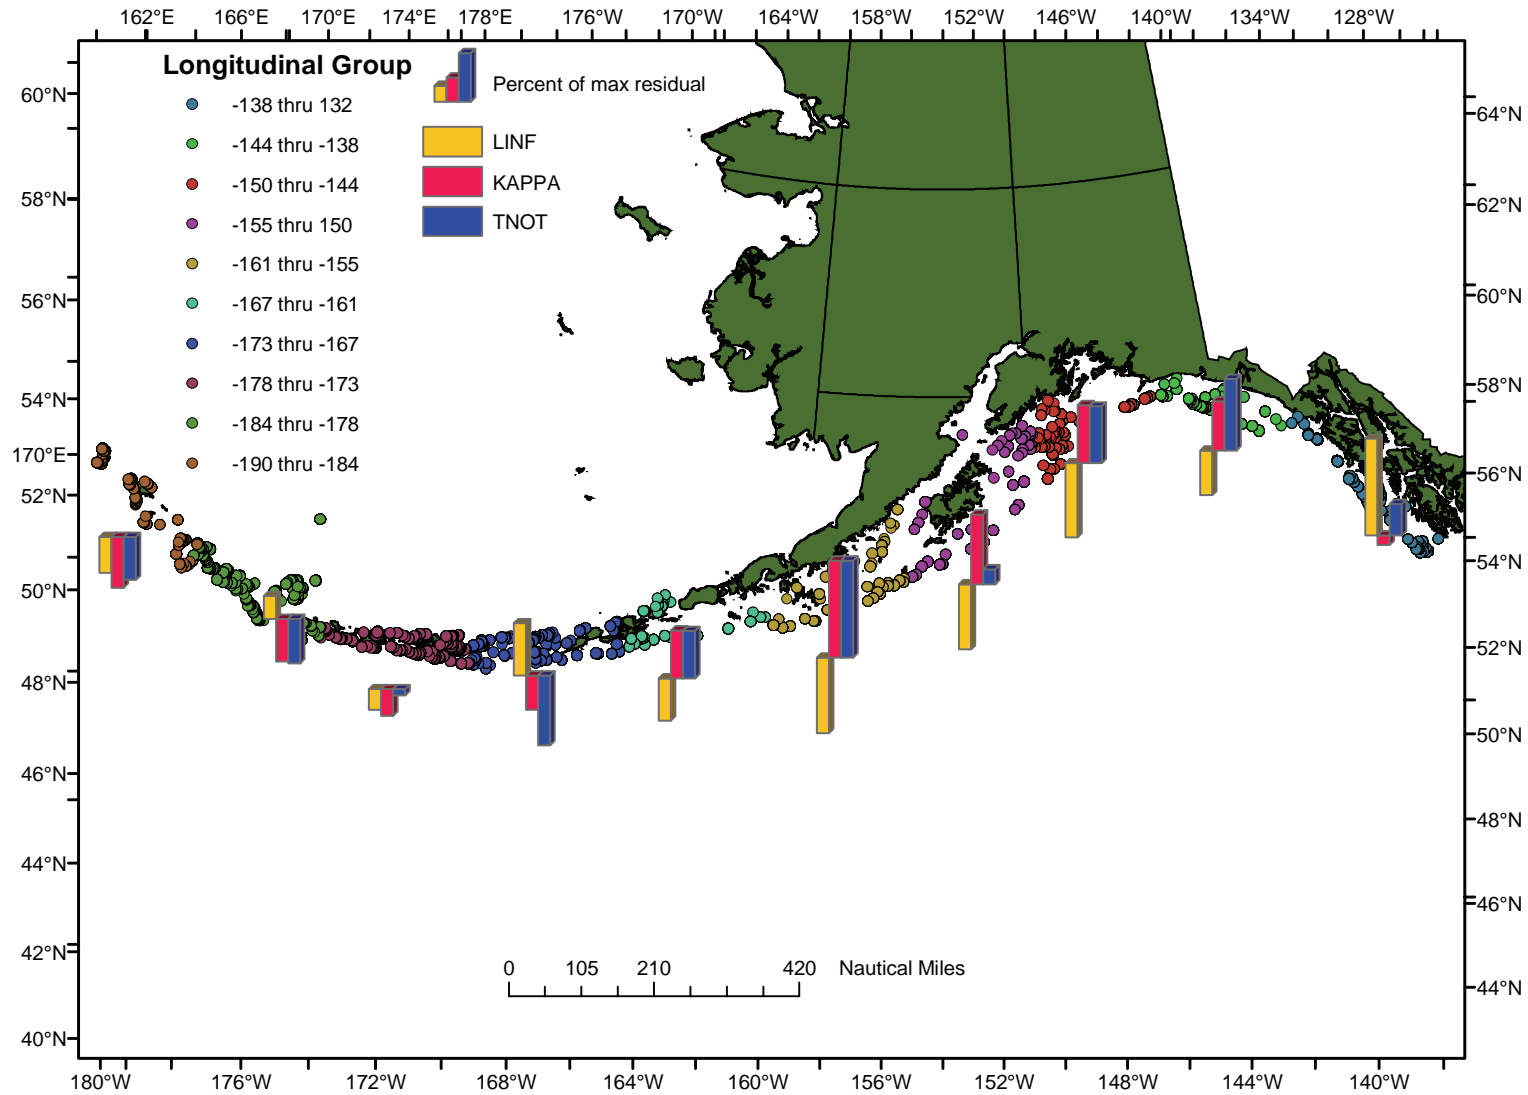 162°E 166°E 170°E 174°E 178°E 176°W 170°W 164°W 158°W 152°W 146°W 140°W 134°W 128°W
Longitudinal Group
-138 thru 132
-144 thru -138
-150 thru -144
-155 thru 150
-161 thru -155
-167 thru -161
-173 thru -167
-178 thru -173
-184 thru -178
-190 thru -184
Percent of max residual
LINF
KAPPA
TNOT
60°N
58°N
56°N
54°N
170°E
52°N
50°N
48°N
46°N
44°N
42°N
40°N
64°N
62°N
60°N
58°N
56°N
54°N
52°N
50°N
48°N
46°N
44°N
0 105 210 420 Nautical Miles
180°W 176°W 172°W 168°W 164°W 160°W 156°W 152°W 148°W 144°W 140°W